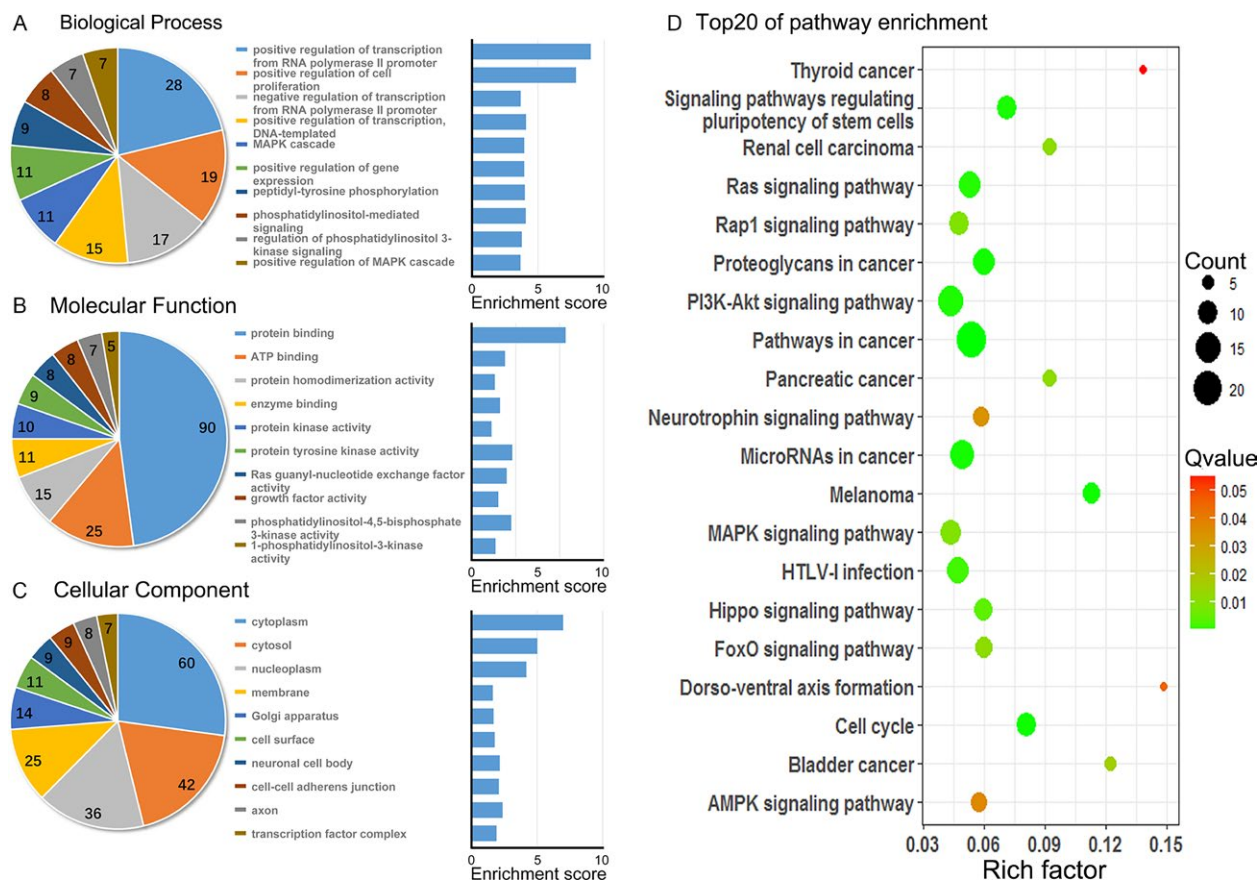 A Biological Process
28
19
17
15
11
11
9
8
7
7
positive regulation of transcription
from RNA polymerase II promoter
positive regulation of cell
proliferation
negative regulation of transcription
from RNA polymerase II promoter
positive regulation of transcription,
DNA-templated
MAPK cascade
positive regulation of gene
expression
peptidyl-tyrosine phosphorylation
phosphatidylinositol-mediated
signaling
regulation of phosphatidylinositol 3-
kinase signaling
positive regulation of MAPK cascade
0 5 10
Enrichment score
B Molecular Function
90
25
15
11
10
9
8
8
7
5
protein binding
ATP binding
protein homodimerization activity
enzyme binding
protein kinase activity
protein tyrosine kinase activity
Ras guanyl-nucleotide exchange factor
activity
growth factor activity
phosphatidylinositol-4,5-bisphosphate
3-kinase activity
1-phosphatidylinositol-3-kinase
activity
0 5 10
Enrichment score
C Cellular Component
60
42
36
25
14
11
9
9
8
7
cytoplasm
cytosol
nucleoplasm
membrane
Golgi apparatus
cell surface
neuronal cell body
cell-cell adherens junction
axon
transcription factor complex
0 5 10
Enrichment score
D Top20 of pathway enrichment
Thyroid cancer
Signaling pathways regulating
pluripotency of stem cells
Renal cell carcinoma
Ras signaling pathway
Rap1 signaling pathway
Proteoglycans in cancer
PI3K-Akt signaling pathway
Pathways in cancer
Pancreatic cancer
Neurotrophin signaling pathway
MicroRNAs in cancer
Melanoma
MAPK signaling pathway
HTLV-I infection
Hippo signaling pathway
FoxO signaling pathway
Dorso-ventral axis formation
Cell cycle
Bladder cancer
AMPK signaling pathway
0.03 0.06 0.09 0.12 0.15
Rich factor
Count
5
10
15
20
Qvalue
0.05
0.04
0.03
0.02
0.01